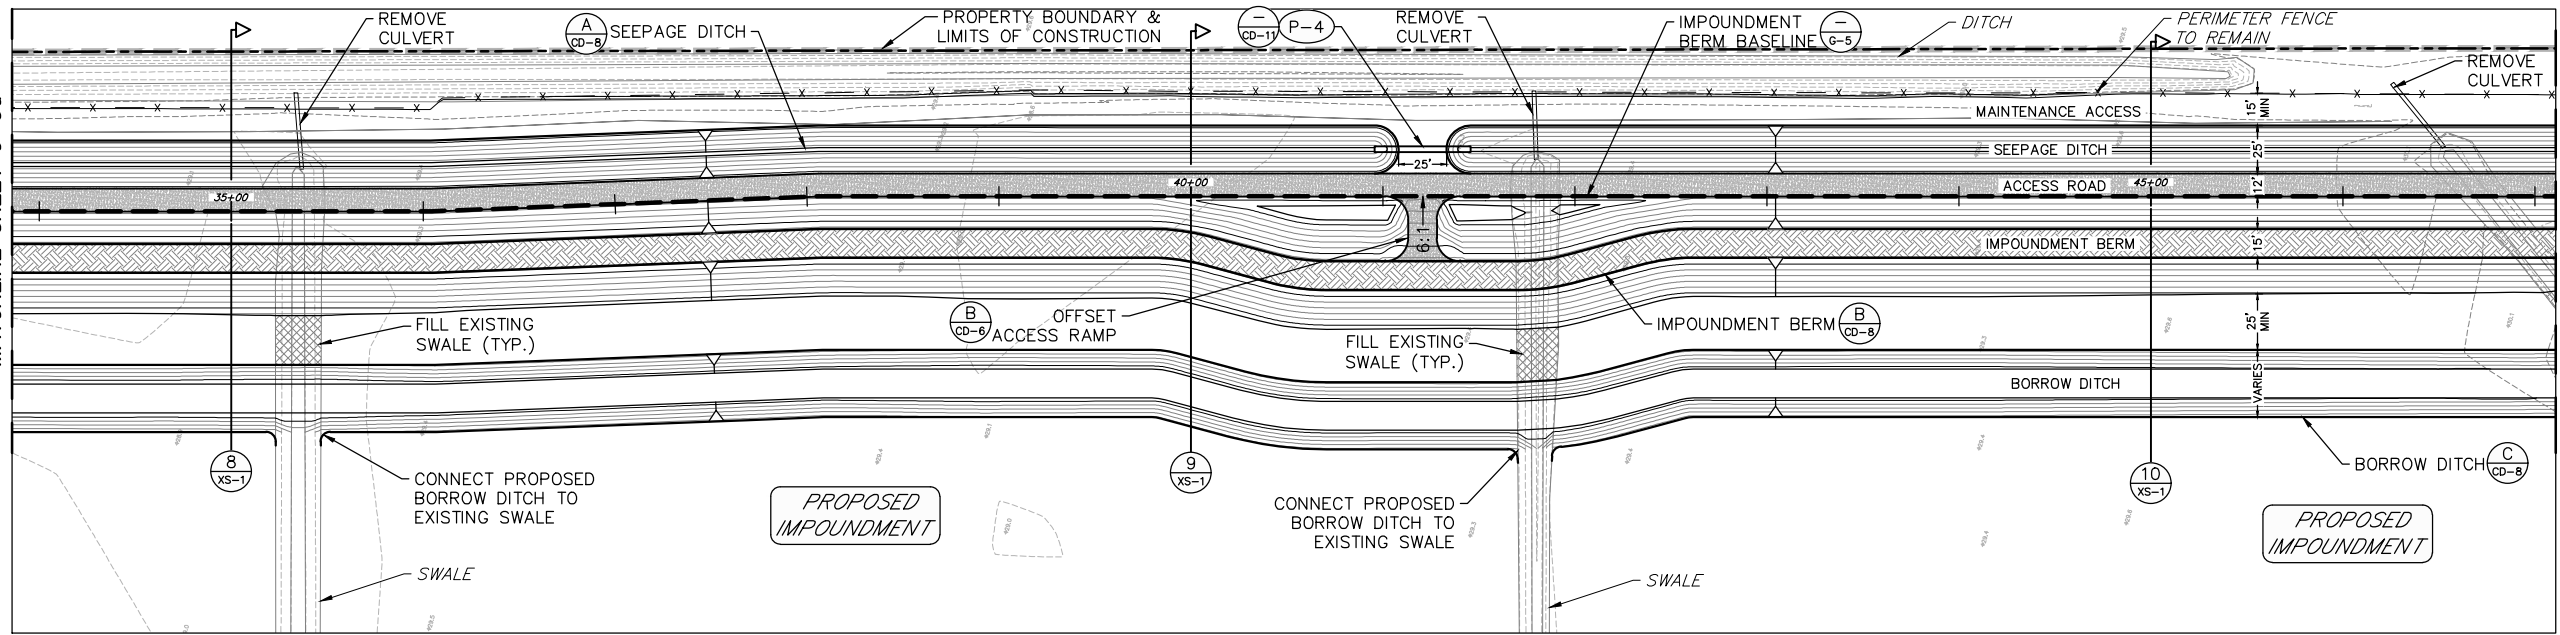 REMOVE
CULVERT
A
CD-8
SEEPAGE DITCH
PROPERTY BOUNDARY &
LIMITS OF CONSTRUCTION
–
CD-11
P-4
REMOVE
CULVERT
IMPOUNDMENT
BERM BASELINE
–
G-5
DITCH
PERIMETER FENCE
TO REMAIN
REMOVE
CULVERT
MAINTENANCE ACCESS
15'
MIN
SEEPAGE DITCH
25'
25'
35+00
40+00
ACCESS ROAD
12'
45+00
6:1
IMPOUNDMENT BERM
15'
FILL EXISTING
SWALE (TYP.)
B
CD-6
OFFSET
ACCESS RAMP
FILL EXISTING
SWALE (TYP.)
IMPOUNDMENT BERM
B
CD-8
25'
MIN
BORROW DITCH
VARIES
8
XS-1
CONNECT PROPOSED
BORROW DITCH TO
EXISTING SWALE
PROPOSED
IMPOUNDMENT
9
XS-1
CONNECT PROPOSED
BORROW DITCH TO
EXISTING SWALE
10
XS-1
BORROW DITCH
C
CD-8
PROPOSED
IMPOUNDMENT
SWALE
SWALE